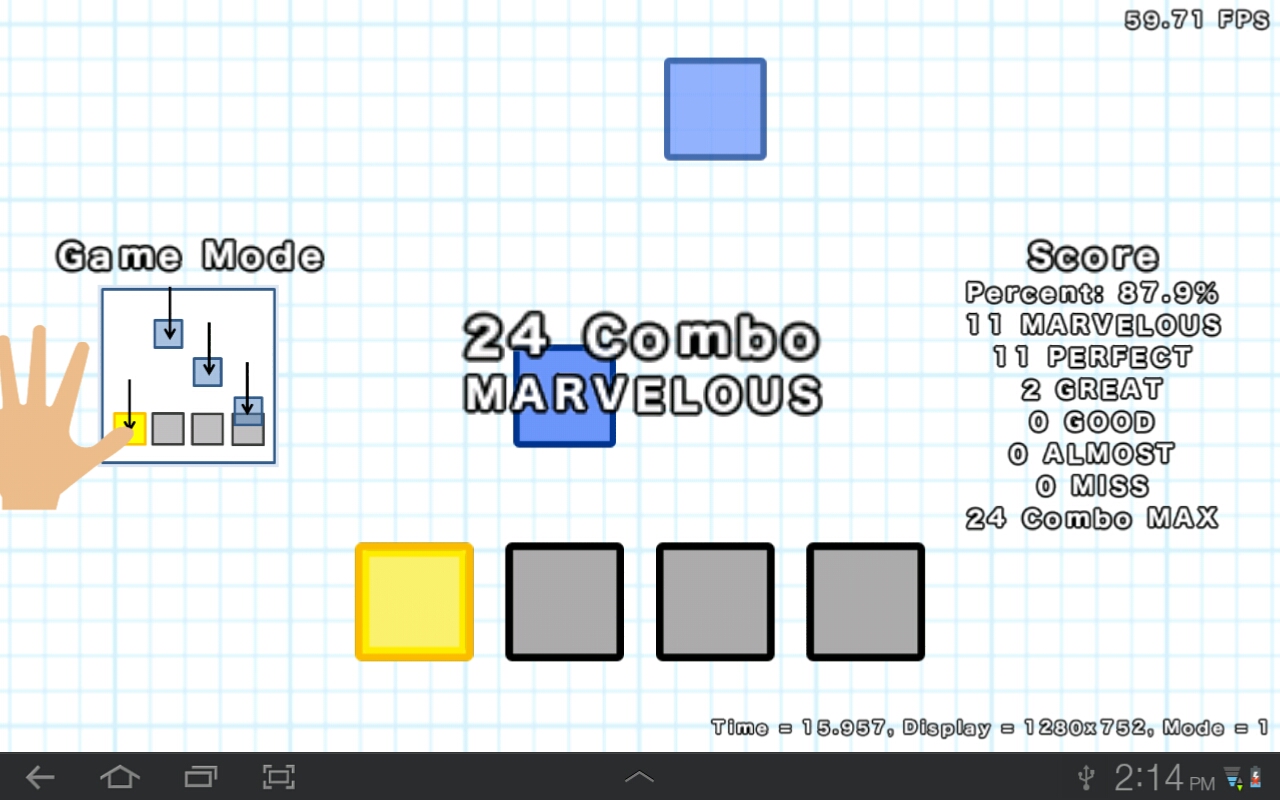 59.71 FPS
Game Mode
24 Combo
MARVELOUS
Score
Percent: 87.9%
11 MARVELOUS
11 PERFECT
2 GREAT
0 GOOD
0 ALMOST
0 MISS
24 Combo MAX
Time = 15.957, Display = 1280x752, Mode = 1
2:14 PM